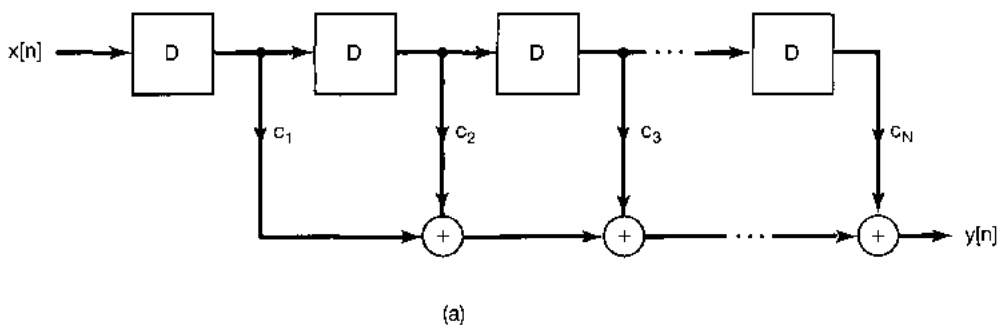 x[n] D D D ... D
c1 c2 c3 cN
+ + ... + y[n]
(a)